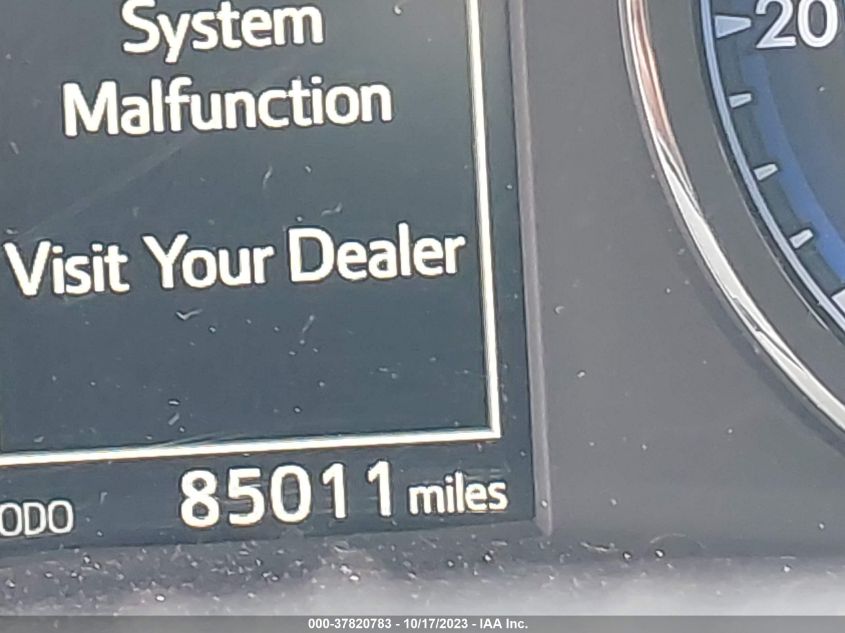 System
Malfunction
Visit Your Dealer
20
ODO 85011 miles
000-37820783 - 10/17/2023 - IAA Inc.